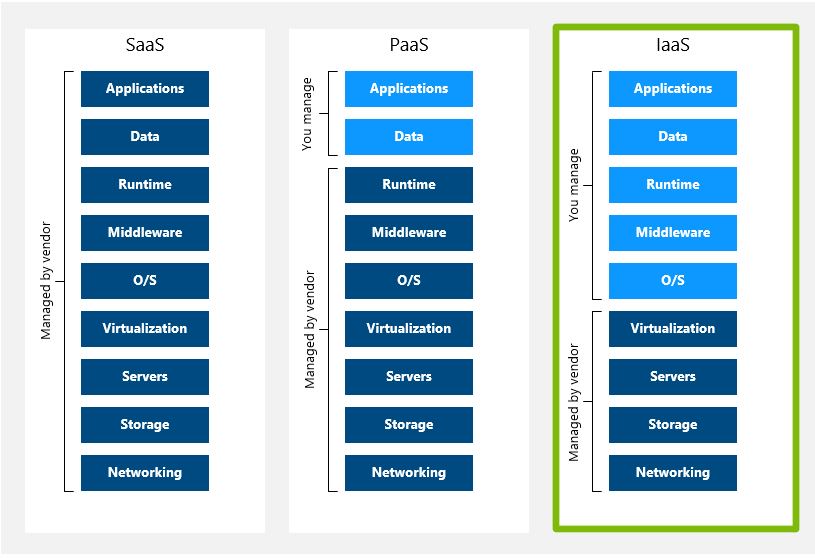 SaaS
Managed by vendor
Applications
Data
Runtime
Middleware
O/S
Virtualization
Servers
Storage
Networking
PaaS
You manage
Managed by vendor
Applications
Data
Runtime
Middleware
O/S
Virtualization
Servers
Storage
Networking
IaaS
You manage
Managed by vendor
Applications
Data
Runtime
Middleware
O/S
Virtualization
Servers
Storage
Networking